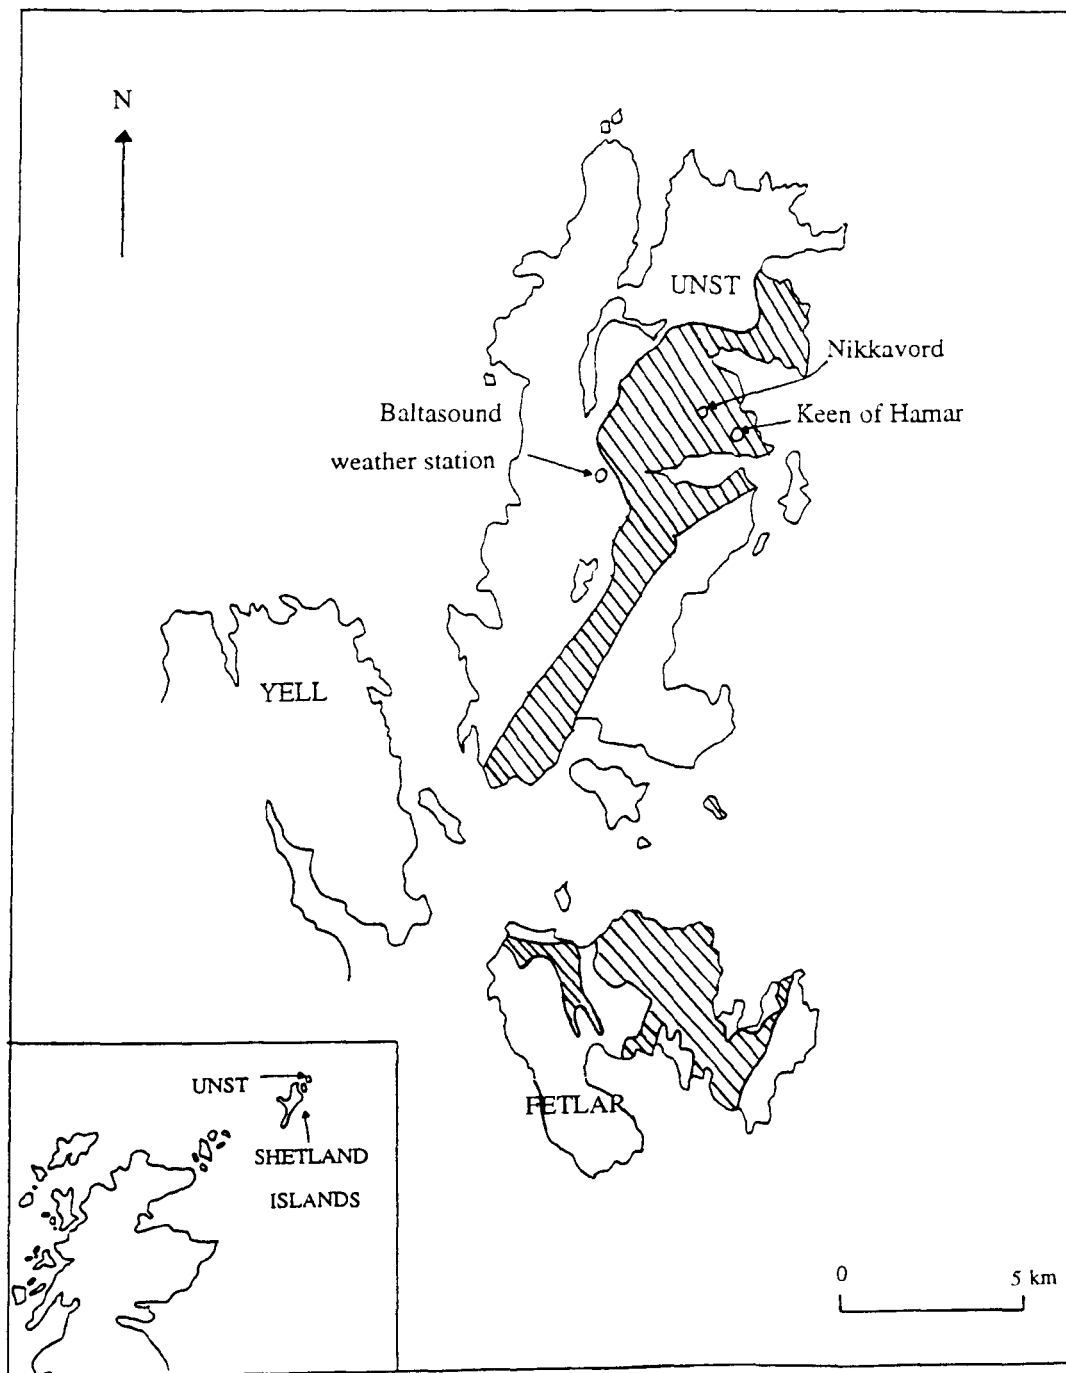 N
UNST
Nikkavord
Baltasound
Keen of Hamar
weather station
YELL
FETLAR
UNST
SHETLAND
ISLANDS
0 5 km